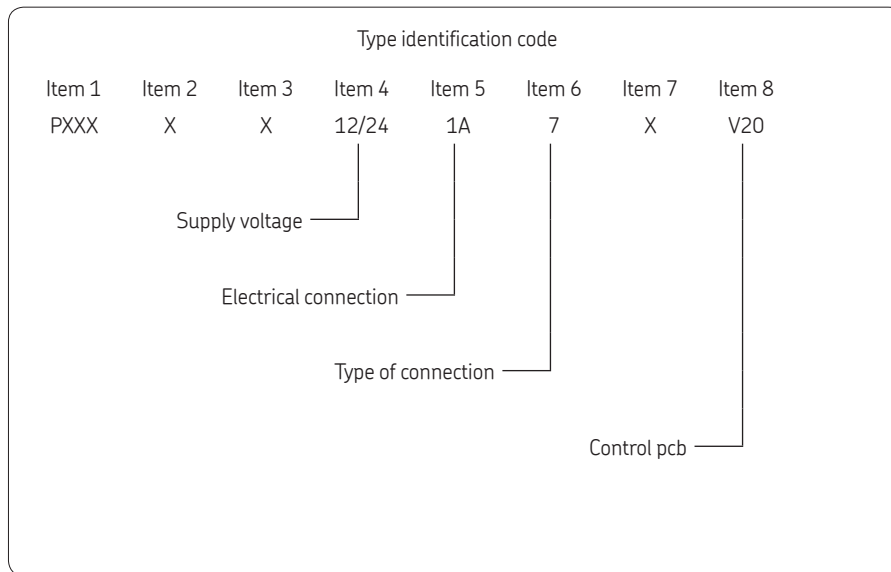 Type identification code
Item 1 Item 2 Item 3 Item 4 Item 5 Item 6 Item 7 Item 8
PXXX X X 12/24 1A 7 X V20
Supply voltage
Electrical connection
Type of connection
Control pcb